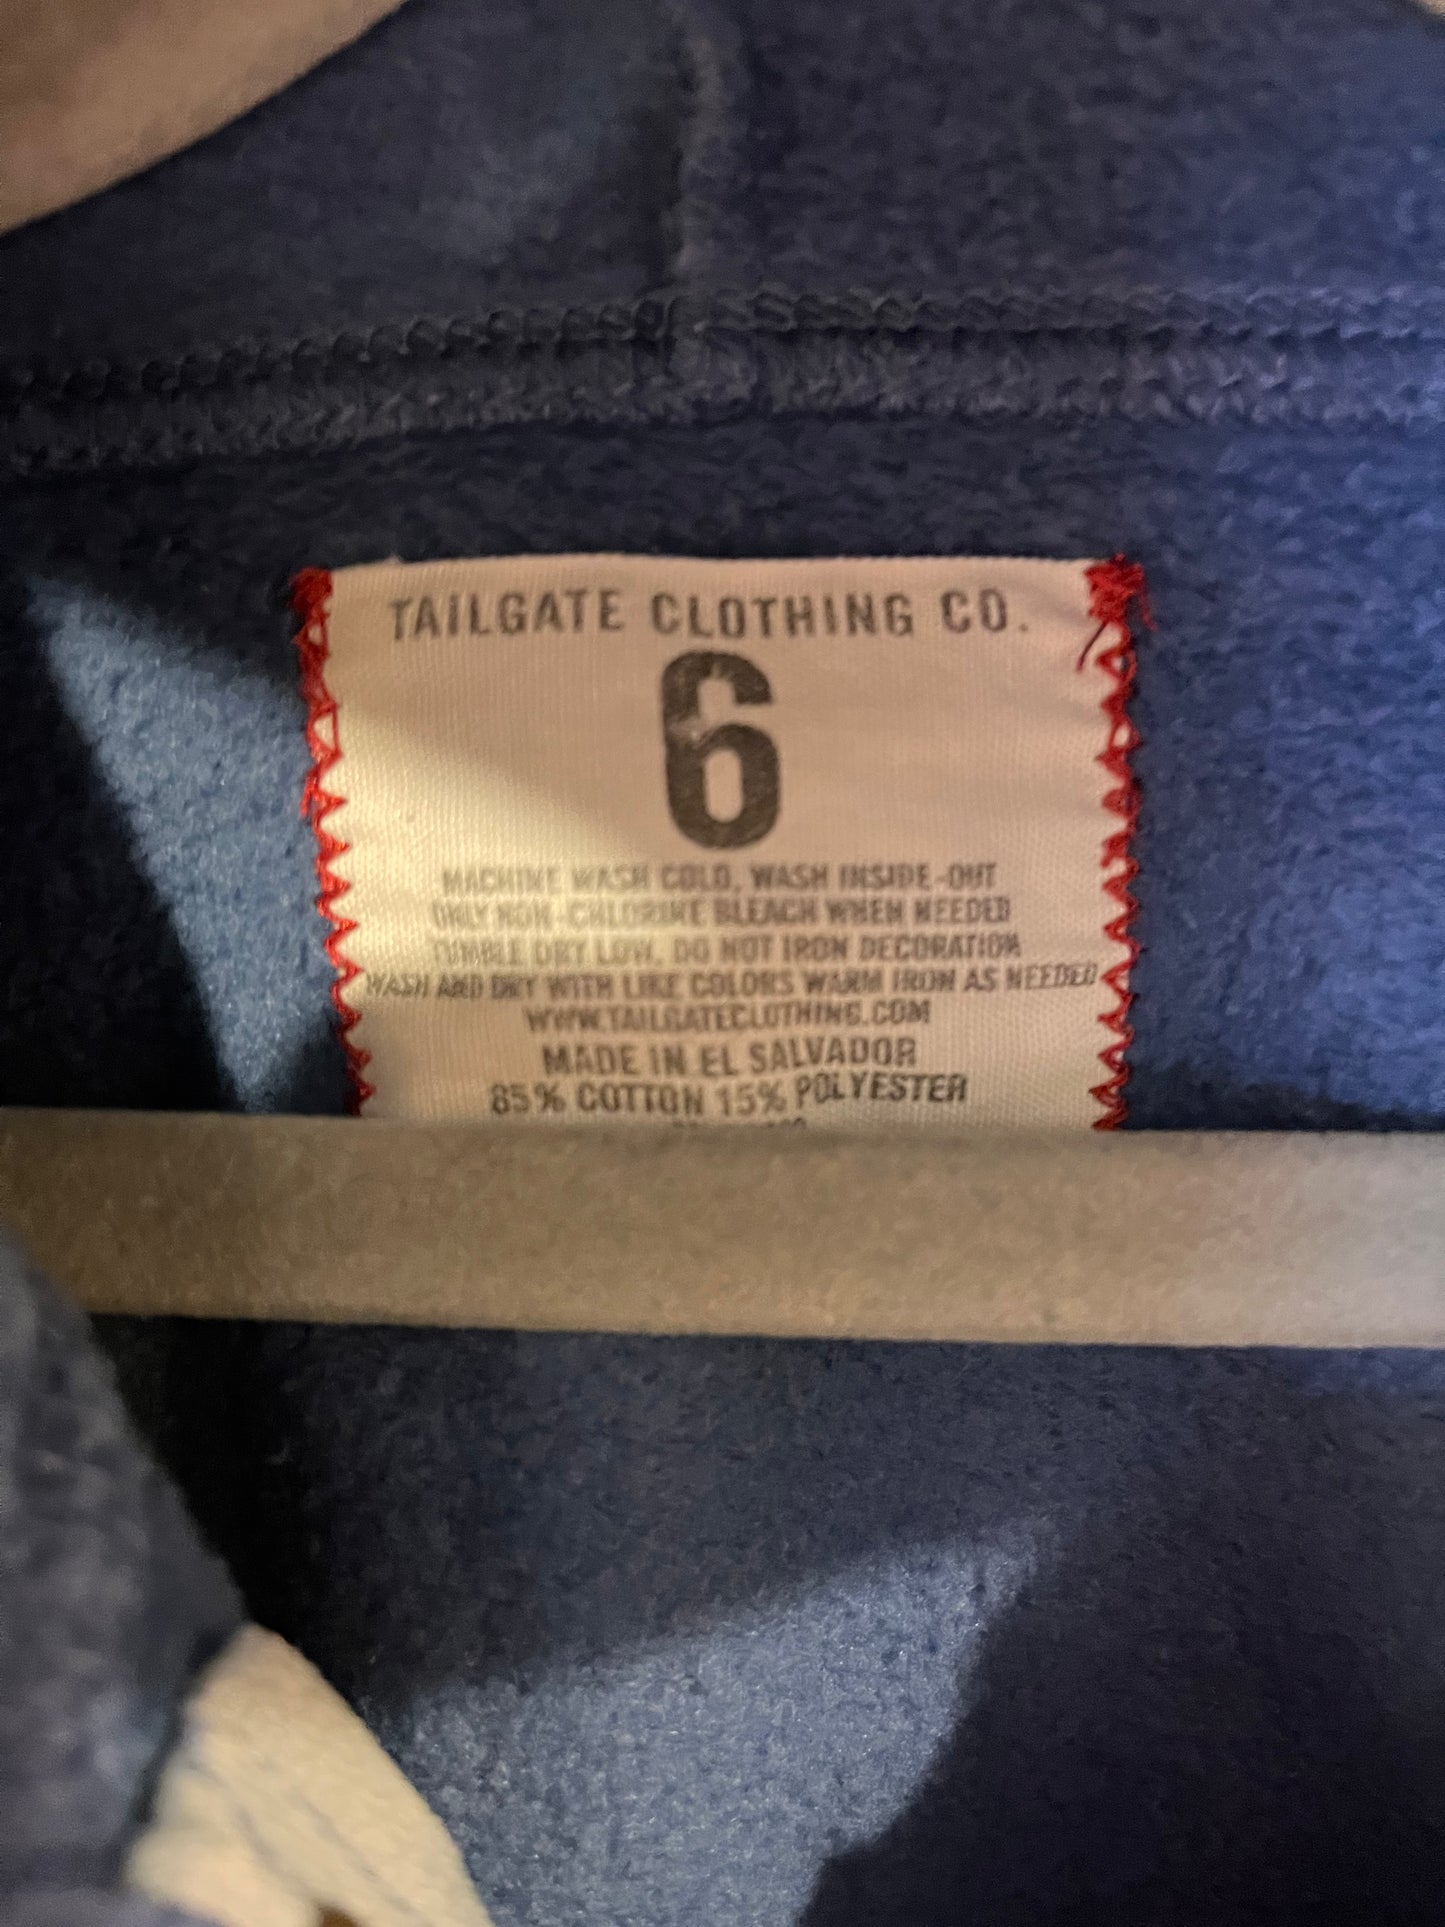 TAILGATE CLOTHING CO.
6
MACHINE WASH COLD, WASH INSIDE-OUT
ONLY NON-CHLORINE BLEACH WHEN NEEDED
TUMBLE DRY LOW, DO NOT IRON DECORATION
WASH AND DRY WITH LIKE COLORS WARM IRON AS NEEDED
WWW.TAILGATECLOTHING.COM
MADE IN EL SALVADOR
85% COTTON 15% POLYESTER